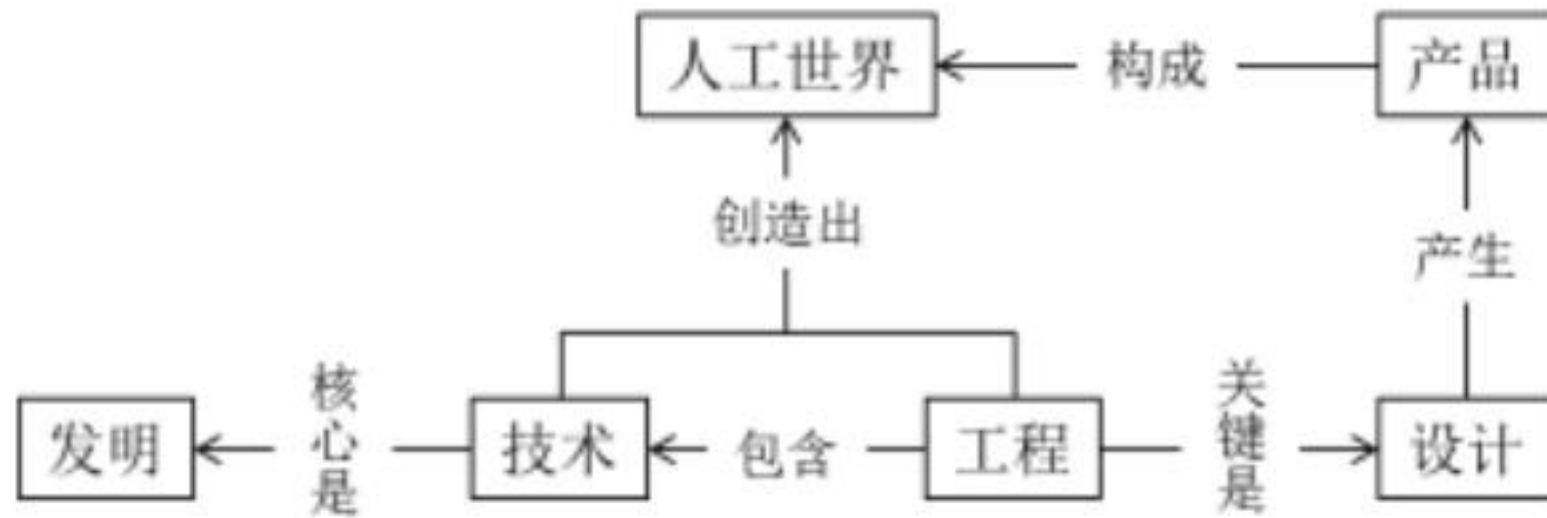 人工世界
构成
产品
创造出
产生
发明
核心是
技术
包含
工程
关键是
设计